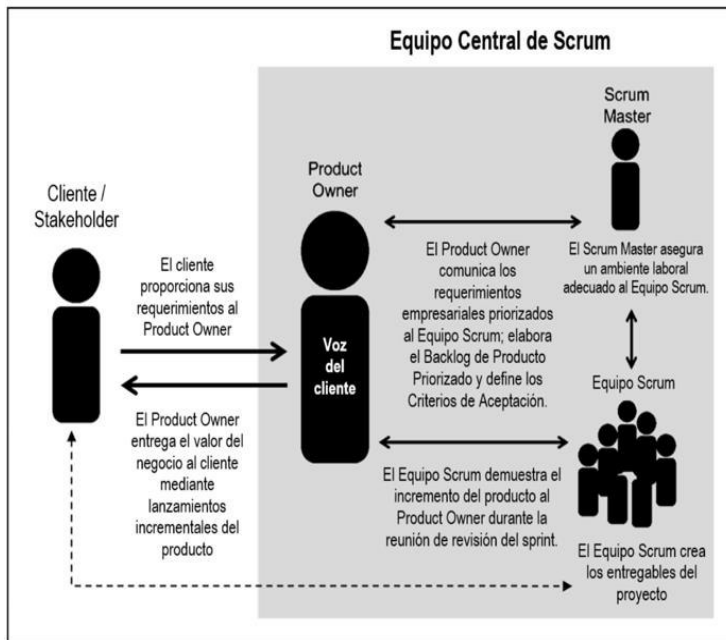 Equipo Central de Scrum
Scrum
Master
Product
Owner
Cliente /
Stakeholder
El cliente
proporciona sus
requerimientos al
Product Owner
Voz
del
cliente
El Product Owner
entrega el valor del
negocio al cliente
mediante
lanzamientos
incrementales del
producto
El Product Owner
comunica los
requerimientos
empresariales priorizados
al Equipo Scrum; elabora
el Backlog de Producto
Priorizado y define los
Criterios de Aceptación.
El Scrum Master asegura
un ambiente laboral
adecuado al Equipo Scrum.
Equipo Scrum
El Equipo Scrum demuestra el
incremento del producto al
Product Owner durante la
reunión de revisión del sprint.
El Equipo Scrum crea
los entregables del
proyecto